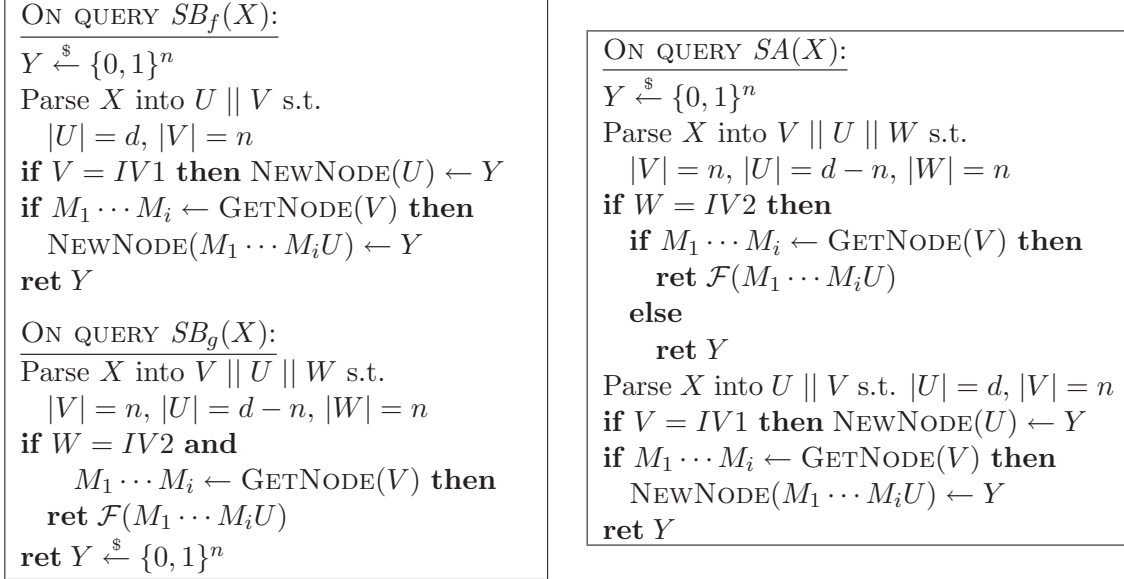 ON QUERY SB_f(X):
Y ←$ {0, 1}^n
Parse X into U || V s.t.
|U| = d, |V| = n
if V = IV1 then NEWNODE(U) ← Y
if M_1 ··· M_i ← GETNODE(V) then
NEWNODE(M_1 ··· M_iU) ← Y
ret Y
ON QUERY SB_g(X):
Parse X into V || U || W s.t.
|V| = n, |U| = d − n, |W| = n
if W = IV2 and
M_1 ··· M_i ← GETNODE(V) then
ret F(M_1 ··· M_iU)
ret Y ←$ {0, 1}^n
ON QUERY SA(X):
Y ←$ {0, 1}^n
Parse X into V || U || W s.t.
|V| = n, |U| = d − n, |W| = n
if W = IV2 then
if M_1 ··· M_i ← GETNODE(V) then
ret F(M_1 ··· M_iU)
else
ret Y
Parse X into U || V s.t. |U| = d, |V| = n
if V = IV1 then NEWNODE(U) ← Y
if M_1 ··· M_i ← GETNODE(V) then
NEWNODE(M_1 ··· M_iU) ← Y
ret Y